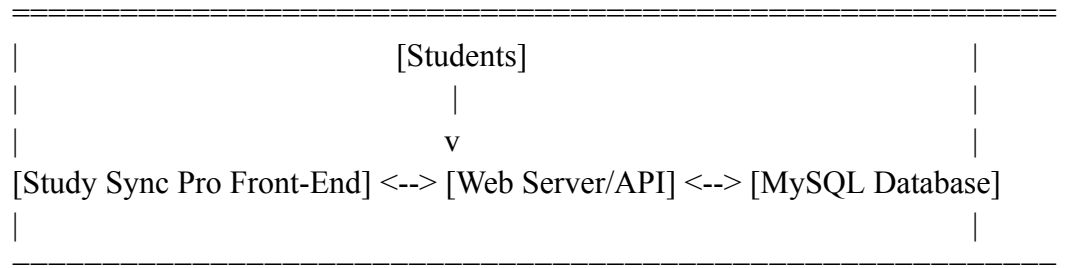 ==========================================================
| [Students] |
| | |
| v |
[Study Sync Pro Front-End] <--> [Web Server/API] <--> [MySQL Database]
| |
==========================================================